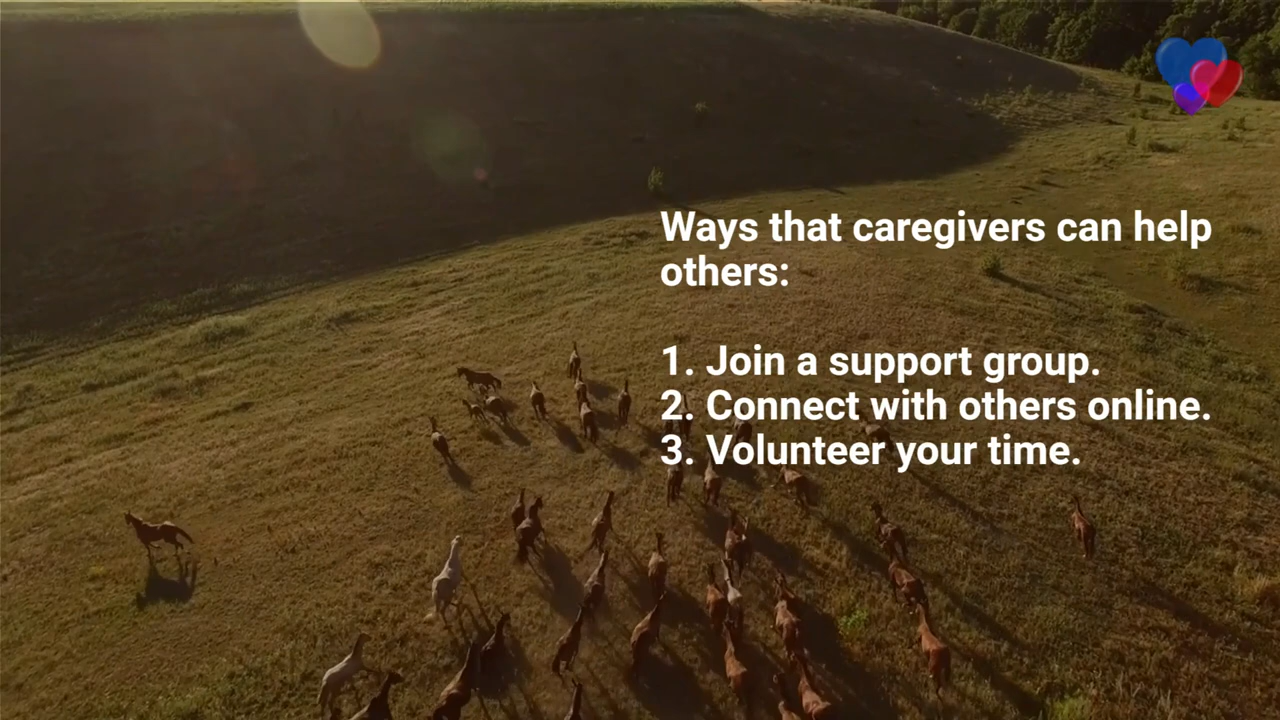 Ways that caregivers can help
others:
1. Join a support group.
2. Connect with others online.
3. Volunteer your time.